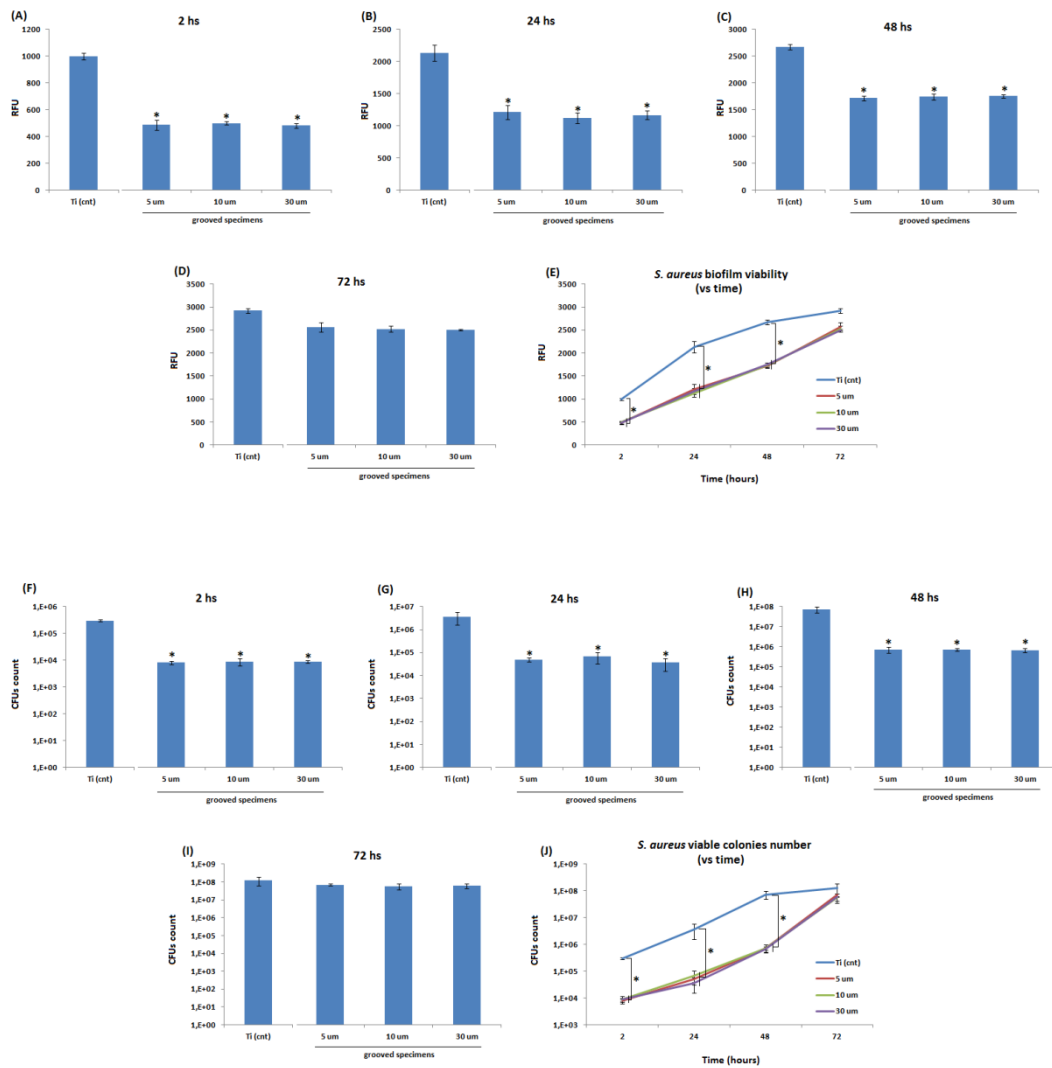 (A)
2 hs
1200
1000
800
600
400
200
0
RFU
*
*
*
Ti (cnt)
5 um
10 um
30 um
grooved specimens
(B)
24 hs
2500
2000
1500
1000
500
0
RFU
*
*
*
Ti (cnt)
5 um
10 um
30 um
grooved specimens
(C)
48 hs
3000
2500
2000
1500
1000
500
0
RFU
*
*
*
Ti (cnt)
5 um
10 um
30 um
grooved specimens
(D)
72 hs
3500
3000
2500
2000
1500
1000
500
0
RFU
Ti (cnt)
5 um
10 um
30 um
grooved specimens
(E)
S. aureus biofilm viability
(vs time)
3500
3000
2500
2000
1500
1000
500
0
RFU
*
*
*
Ti (cnt)
5 um
10 um
30 um
2
24
48
72
Time (hours)
(F)
2 hs
1,E+06
1,E+05
1,E+04
1,E+03
1,E+02
1,E+01
1,E+00
CFUs count
*
*
*
Ti (cnt)
5 um
10 um
30 um
grooved specimens
(G)
24 hs
1,E+07
1,E+06
1,E+05
1,E+04
1,E+03
1,E+02
1,E+01
1,E+00
CFUs count
*
*
*
Ti (cnt)
5 um
10 um
30 um
grooved specimens
(H)
48 hs
1,E+08
1,E+07
1,E+06
1,E+05
1,E+04
1,E+03
1,E+02
1,E+01
1,E+00
CFUs count
*
*
*
Ti (cnt)
5 um
10 um
30 um
grooved specimens
(I)
72 hs
1,E+09
1,E+08
1,E+07
1,E+06
1,E+05
1,E+04
1,E+03
1,E+02
1,E+01
1,E+00
CFUs count
Ti (cnt)
5 um
10 um
30 um
grooved specimens
(J)
S. aureus viable colonies number
(vs time)
1,E+09
1,E+08
1,E+07
1,E+06
1,E+05
1,E+04
1,E+03
CFUs count
*
*
*
Ti (cnt)
5 um
10 um
30 um
2
24
48
72
Time (hours)